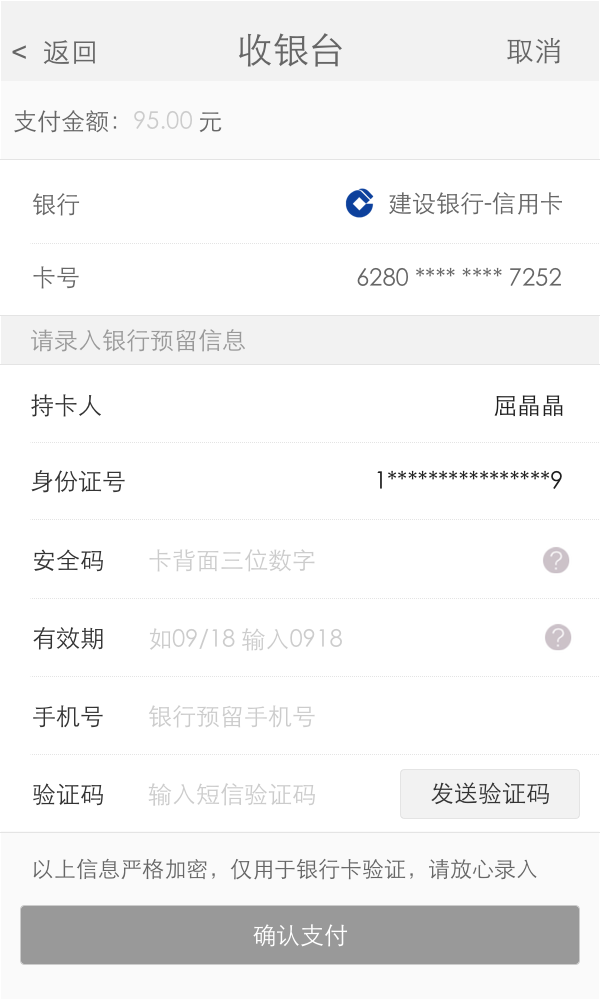 < 返回 收银台 取消
支付金额：95.00 元
银行 建设银行-信用卡
卡号 6280 **** **** 7252
请录入银行预留信息
持卡人 屈晶晶
身份证号 1****************9
安全码 卡背面三位数字 ?
有效期 如09/18 输入0918 ?
手机号 银行预留手机号
验证码 输入短信验证码 发送验证码
以上信息严格加密，仅用于银行卡验证，请放心录入
确认支付